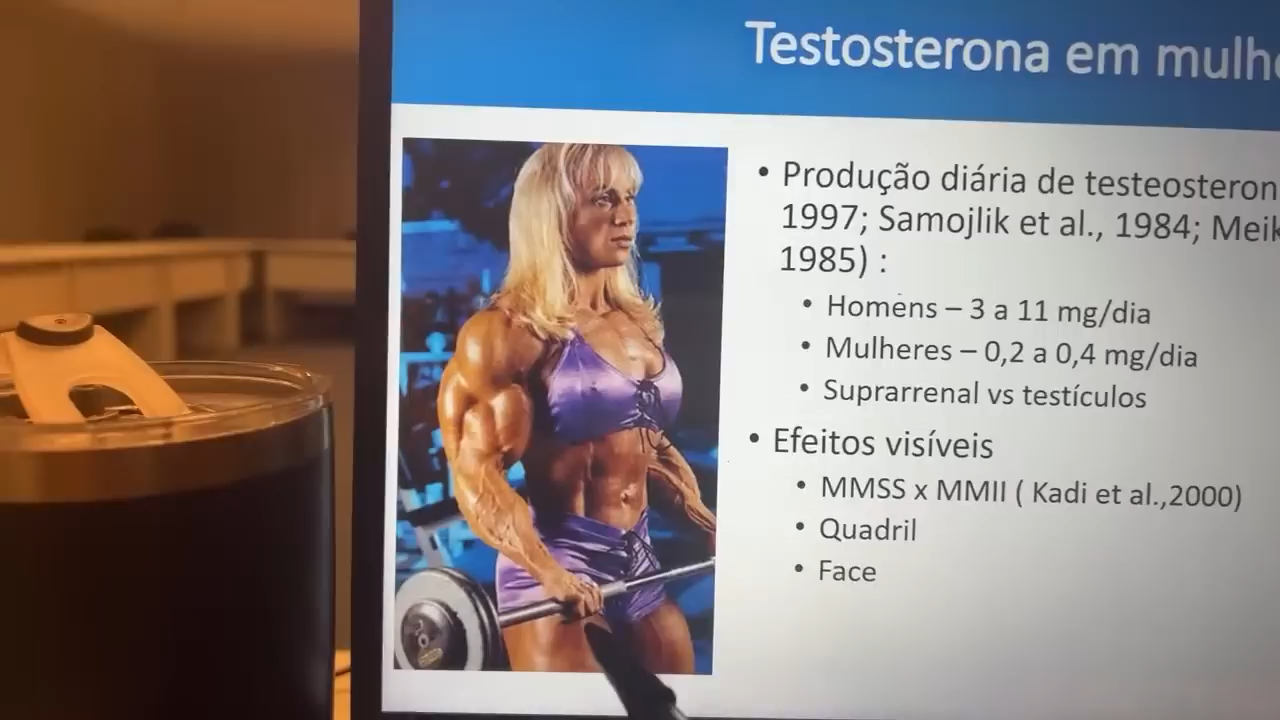 Testosterona em mulhe
• Produção diária de testeosteron
1997; Samojlik et al., 1984; Meik
1985) :
• Homens – 3 a 11 mg/dia
• Mulheres – 0,2 a 0,4 mg/dia
• Suprarrenal vs testículos
• Efeitos visíveis
• MMSS x MMII ( Kadi et al.,2000)
• Quadril
• Face